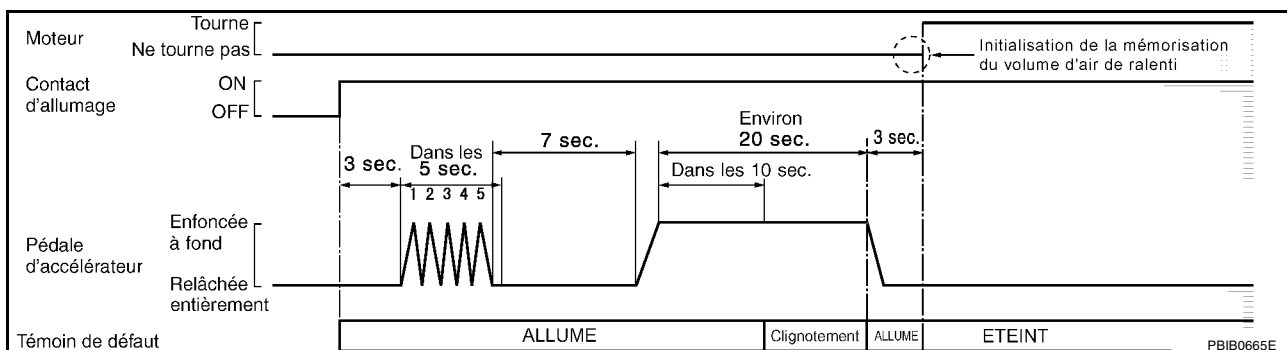 Moteur
Tourne
Ne tourne pas
Initialisation de la mémorisation
du volume d'air de ralenti
Contact
d'allumage
ON
OFF
3 sec.
Dans les
5 sec.
1 2 3 4 5
7 sec.
Environ
20 sec.
Dans les 10 sec.
3 sec.
Pédale
d'accélérateur
Enfoncée
à fond
Relâchée
entièrement
Témoin de défaut
ALLUME
Clignotement
ALLUME
ETEINT
PBIB0665E